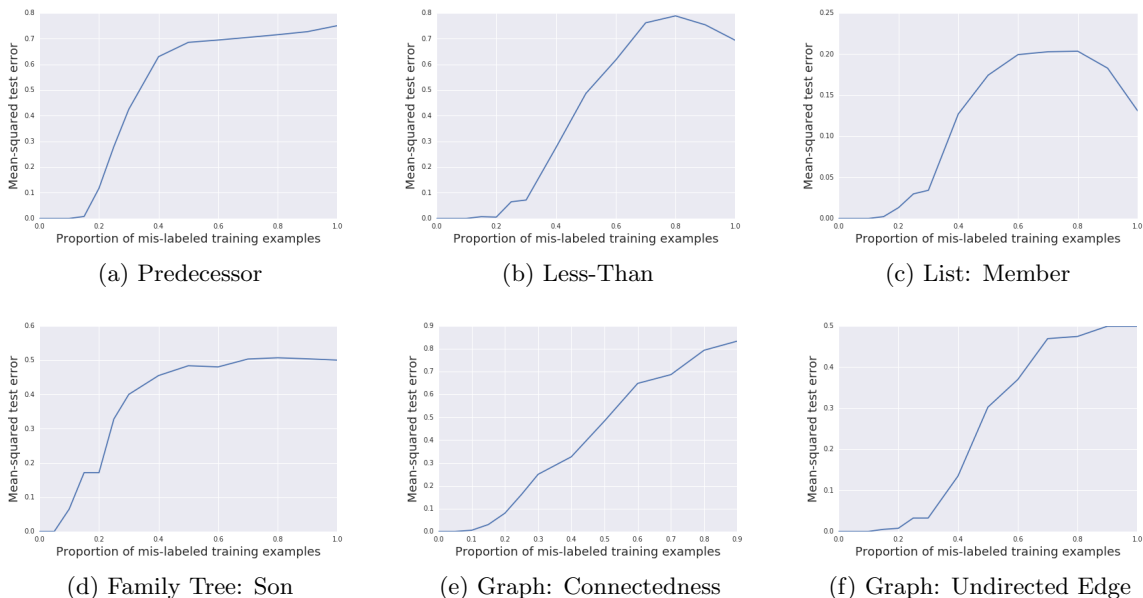 0.8
0.7
0.6
0.5
0.4
0.3
0.2
0.1
0.0
Mean-squared test error
0.0 0.2 0.4 0.6 0.8 1.0
Proportion of mis-labeled training examples
(a) Predecessor
0.8
0.7
0.6
0.5
0.4
0.3
0.2
0.1
0.0
Mean-squared test error
0.0 0.2 0.4 0.6 0.8 1.0
Proportion of mis-labeled training examples
(b) Less-Than
0.25
0.20
0.15
0.10
0.05
0.00
Mean-squared test error
0.0 0.2 0.4 0.6 0.8 1.0
Proportion of mis-labeled training examples
(c) List: Member
0.6
0.5
0.4
0.3
0.2
0.1
0.0
Mean-squared test error
0.0 0.2 0.4 0.6 0.8 1.0
Proportion of mis-labeled training examples
(d) Family Tree: Son
0.9
0.8
0.7
0.6
0.5
0.4
0.3
0.2
0.1
0.0
Mean-squared test error
0.0 0.1 0.2 0.3 0.4 0.5 0.6 0.7 0.8 0.9
Proportion of mis-labeled training examples
(e) Graph: Connectedness
0.5
0.4
0.3
0.2
0.1
0.0
Mean-squared test error
0.0 0.2 0.4 0.6 0.8 1.0
Proportion of mis-labeled training examples
(f) Graph: Undirected Edge